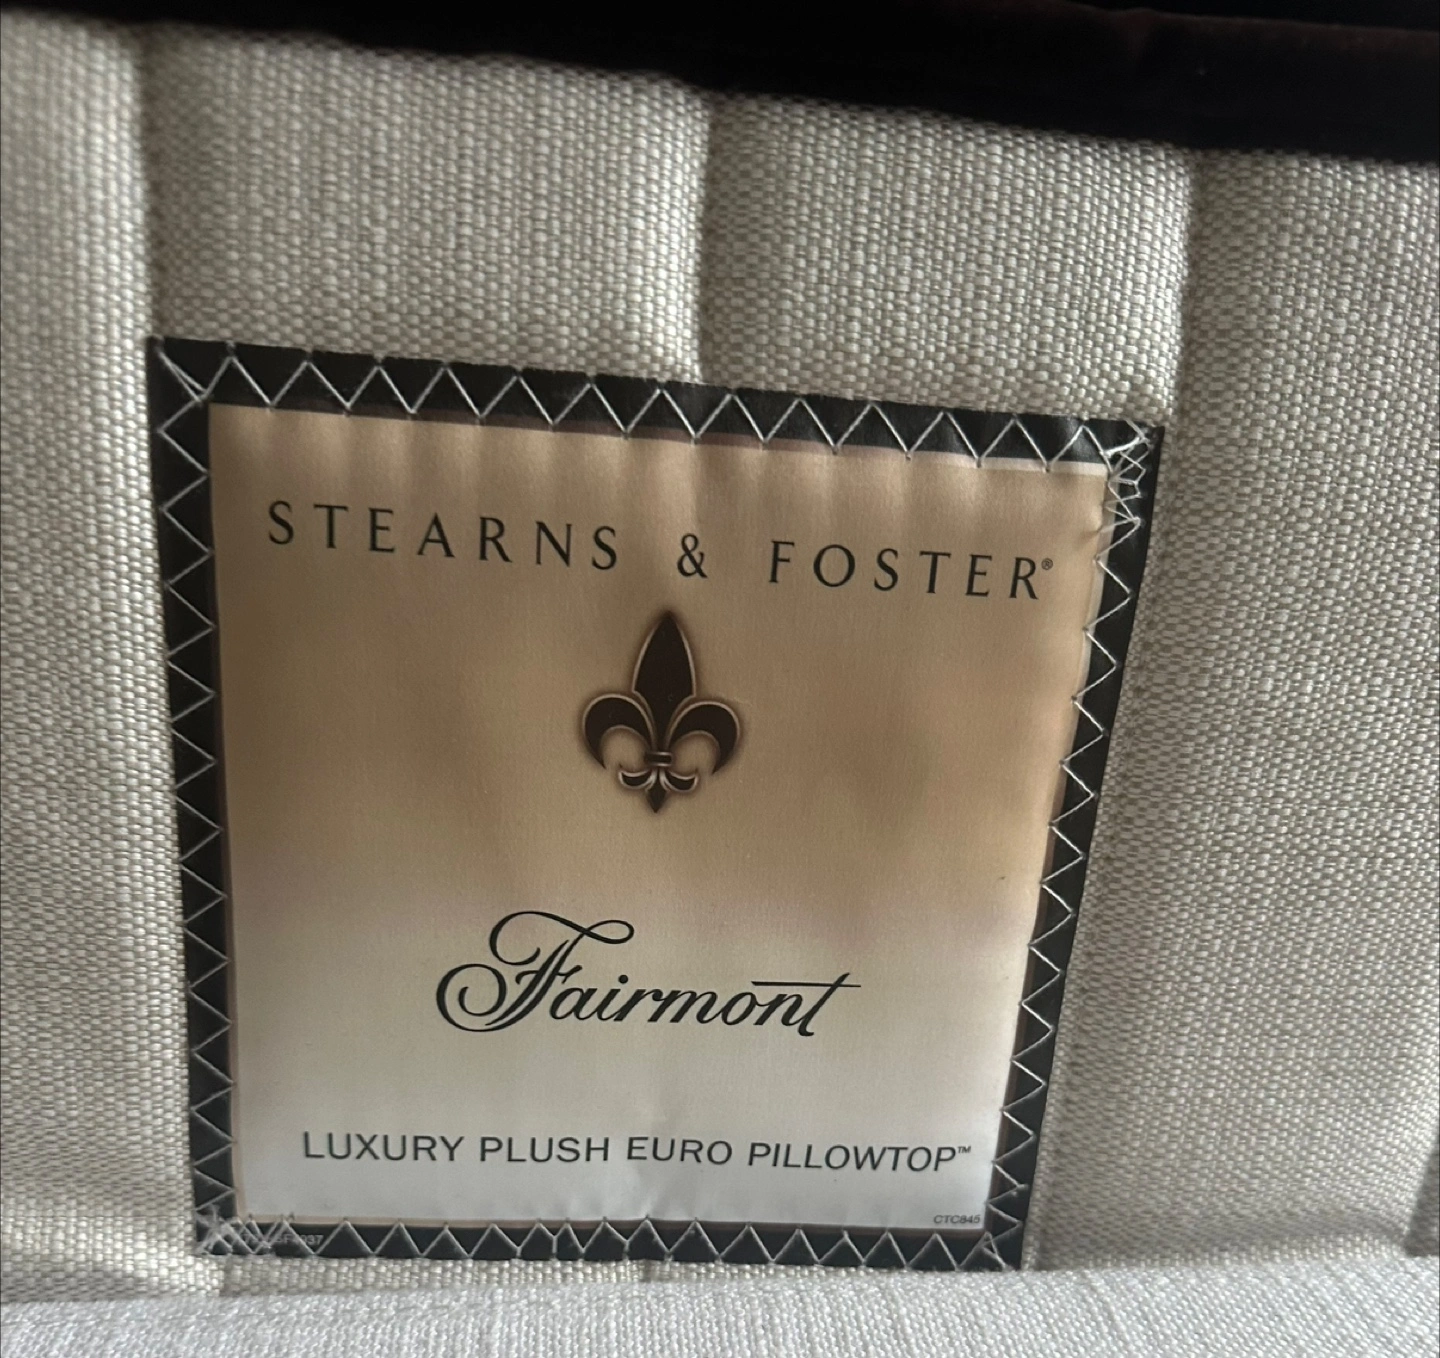 STEARNS & FOSTER®
Fairmont
LUXURY PLUSH EURO PILLOWTOP™
CTC845